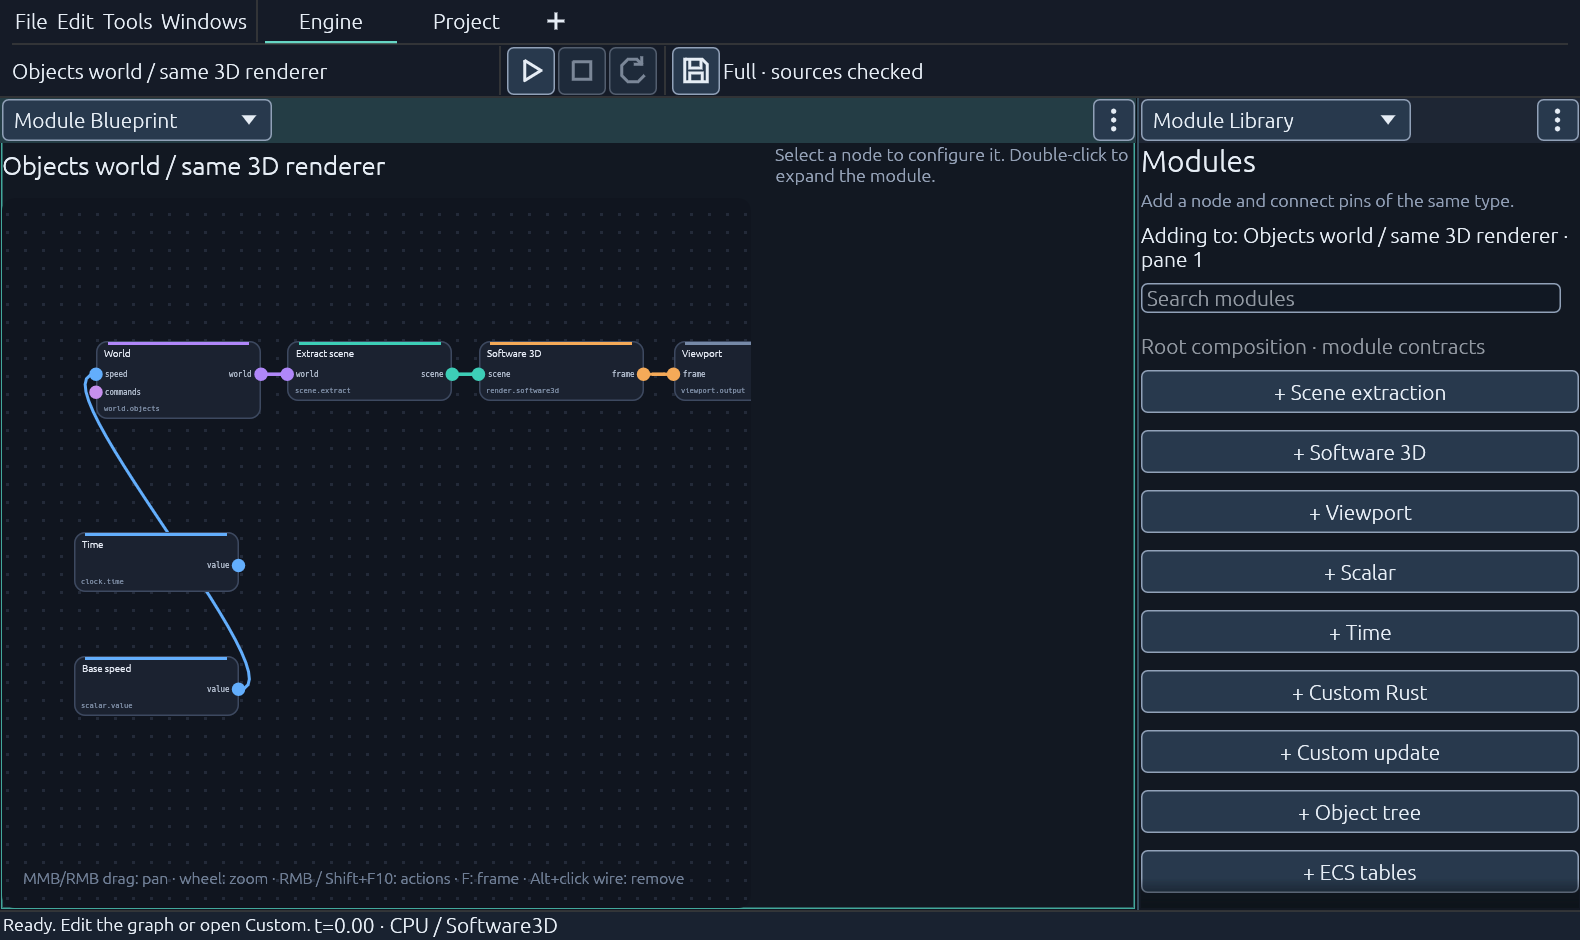 File Edit Tools Windows Engine Project +
Objects world / same 3D renderer Full · sources checked
Module Blueprint
Objects world / same 3D renderer
Select a node to configure it. Double-click to
expand the module.
World
speed
world
commands
world.objects
Extract scene
world
scene
scene.extract
Software 3D
scene
frame
render.software3d
Viewport
frame
viewport.output
Time
value
clock.time
Base speed
value
scalar.value
MMB/RMB drag: pan · wheel: zoom · RMB / Shift+F10: actions · F: frame · Alt+click wire: remove
Module Library
Modules
Add a node and connect pins of the same type.
Adding to: Objects world / same 3D renderer ·
pane 1
Search modules
Root composition · module contracts
+ Scene extraction
+ Software 3D
+ Viewport
+ Scalar
+ Time
+ Custom Rust
+ Custom update
+ Object tree
+ ECS tables
Ready. Edit the graph or open Custom. t=0.00 · CPU / Software3D